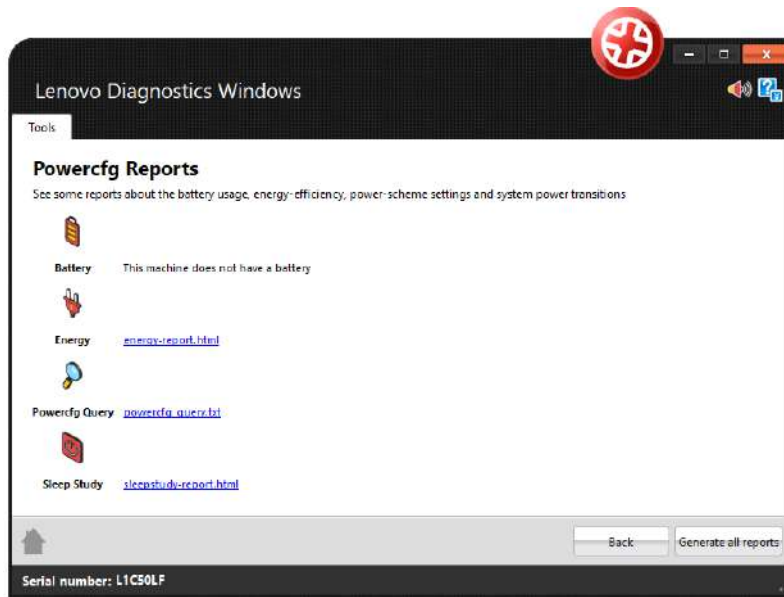 Lenovo Diagnostics Windows
Tools
Powercfg Reports
See some reports about the battery usage, energy-efficiency, power-scheme settings and system power transitions
Battery This machine does not have a battery
Energy energy-report.html
Powercfg Query powercfg_query.txt
Sleep Study sleepstudy-report.html
Back Generate all reports
Serial number: L1C50LF